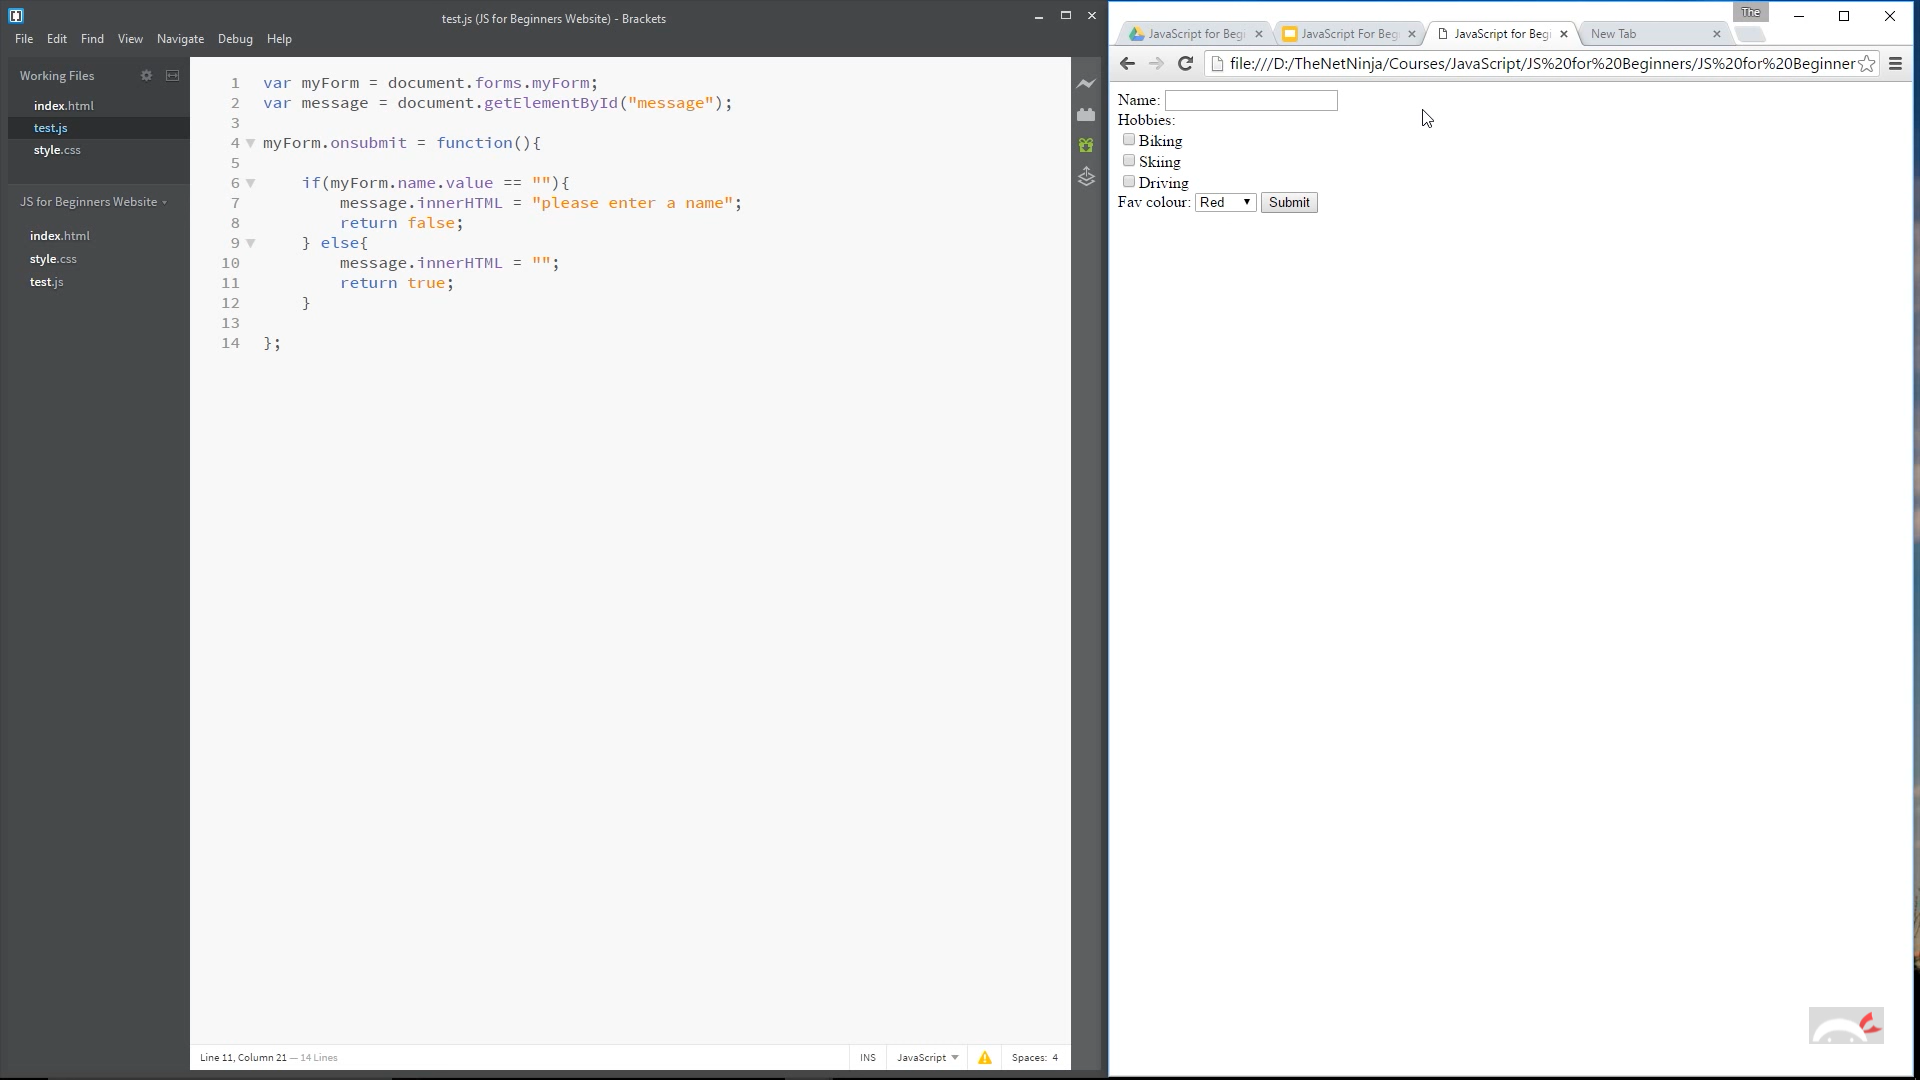 test.js (JS for Beginners Website) - Brackets
File Edit Find View Navigate Debug Help
Working Files
index.html
test.js
style.css
JS for Beginners Website
index.html
style.css
test.js
1 var myForm = document.forms.myForm;
2 var message = document.getElementById("message");
3
4 myForm.onsubmit = function(){
5
6 if(myForm.name.value == ""){
7 message.innerHTML = "please enter a name";
8 return false;
9 } else{
10 message.innerHTML = "";
11 return true;
12 }
13
14 };
Line 11, Column 21 — 14 Lines
INS JavaScript Spaces: 4
The
JavaScript for Beg JavaScript For Beg JavaScript for Beg New Tab
file:///D:/TheNetNinja/Courses/JavaScript/JS%20for%20Beginners/JS%20for%20Beginner
Name:
Hobbies:
Biking
Skiing
Driving
Fav colour: Red Submit